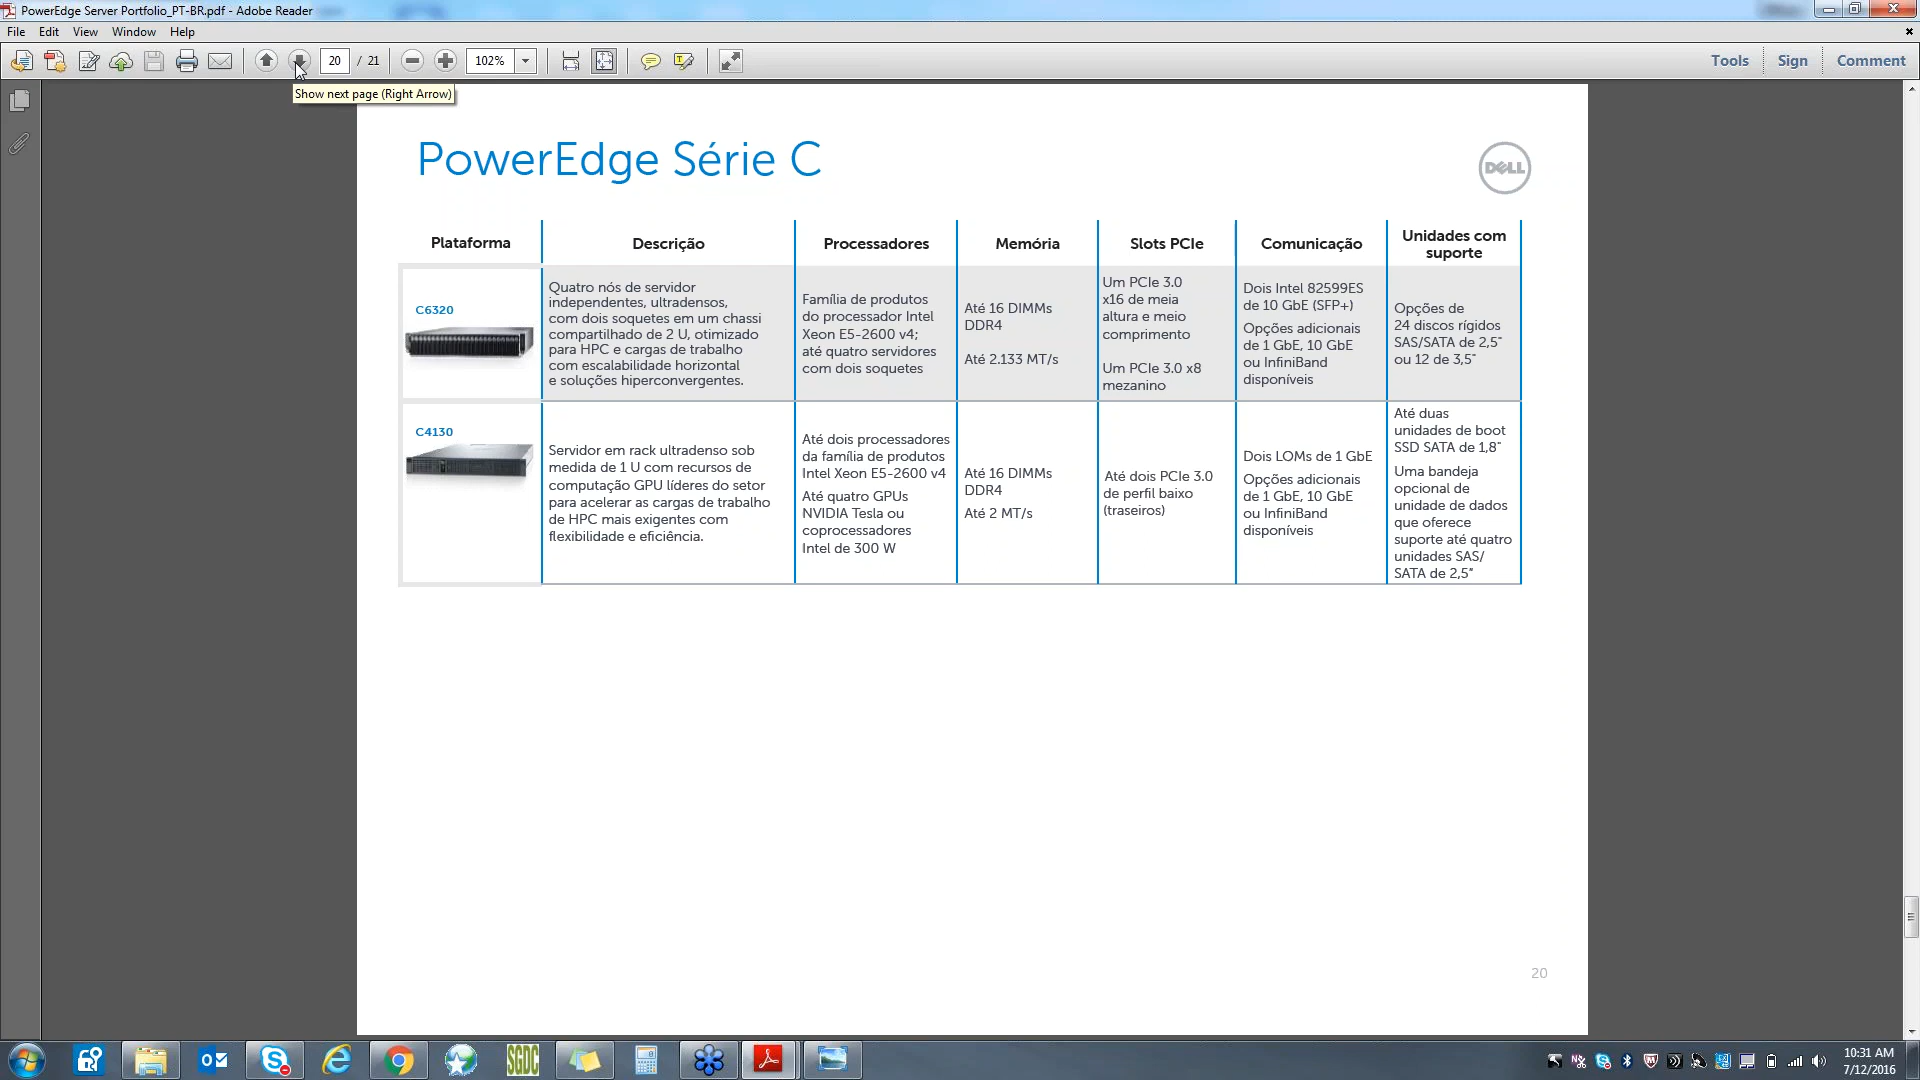 PowerEdge Server Portfolio_PT-BR.pdf - Adobe Reader
File Edit View Window Help
20 / 21 102% Tools Sign Comment
Show next page (Right Arrow)
PowerEdge Série C
DELL
Plataforma
Descrição
Processadores
Memória
Slots PCIe
Comunicação
Unidades com
suporte
C6320
Quatro nós de servidor
independentes, ultradensos,
com dois soquetes em um chassi
compartilhado de 2 U, otimizado
para HPC e cargas de trabalho
com escalabilidade horizontal
e soluções hiperconvergentes.
Família de produtos
do processador Intel
Xeon E5-2600 v4;
até quatro servidores
com dois soquetes
Até 16 DIMMs
DDR4
Até 2.133 MT/s
Um PCIe 3.0
x16 de meia
altura e meio
comprimento
Um PCIe 3.0 x8
mezanino
Dois Intel 82599ES
de 10 GbE (SFP+)
Opções adicionais
de 1 GbE, 10 GbE
ou InfiniBand
disponíveis
Opções de
24 discos rígidos
SAS/SATA de 2,5"
ou 12 de 3,5"
C4130
Servidor em rack ultradenso sob
medida de 1 U com recursos de
computação GPU líderes do setor
para acelerar as cargas de trabalho
de HPC mais exigentes com
flexibilidade e eficiência.
Até dois processadores
da família de produtos
Intel Xeon E5-2600 v4
Até quatro GPUs
NVIDIA Tesla ou
coprocessadores
Intel de 300 W
Até 16 DIMMs
DDR4
Até 2 MT/s
Até dois PCIe 3.0
de perfil baixo
(traseiros)
Dois LOMs de 1 GbE
Opções adicionais
de 1 GbE, 10 GbE
ou InfiniBand
disponíveis
Até duas
unidades de boot
SSD SATA de 1,8"
Uma bandeja
opcional de
unidade de dados
que oferece
suporte até quatro
unidades SAS/
SATA de 2,5"
20
SGDC
10:31 AM
7/12/2016